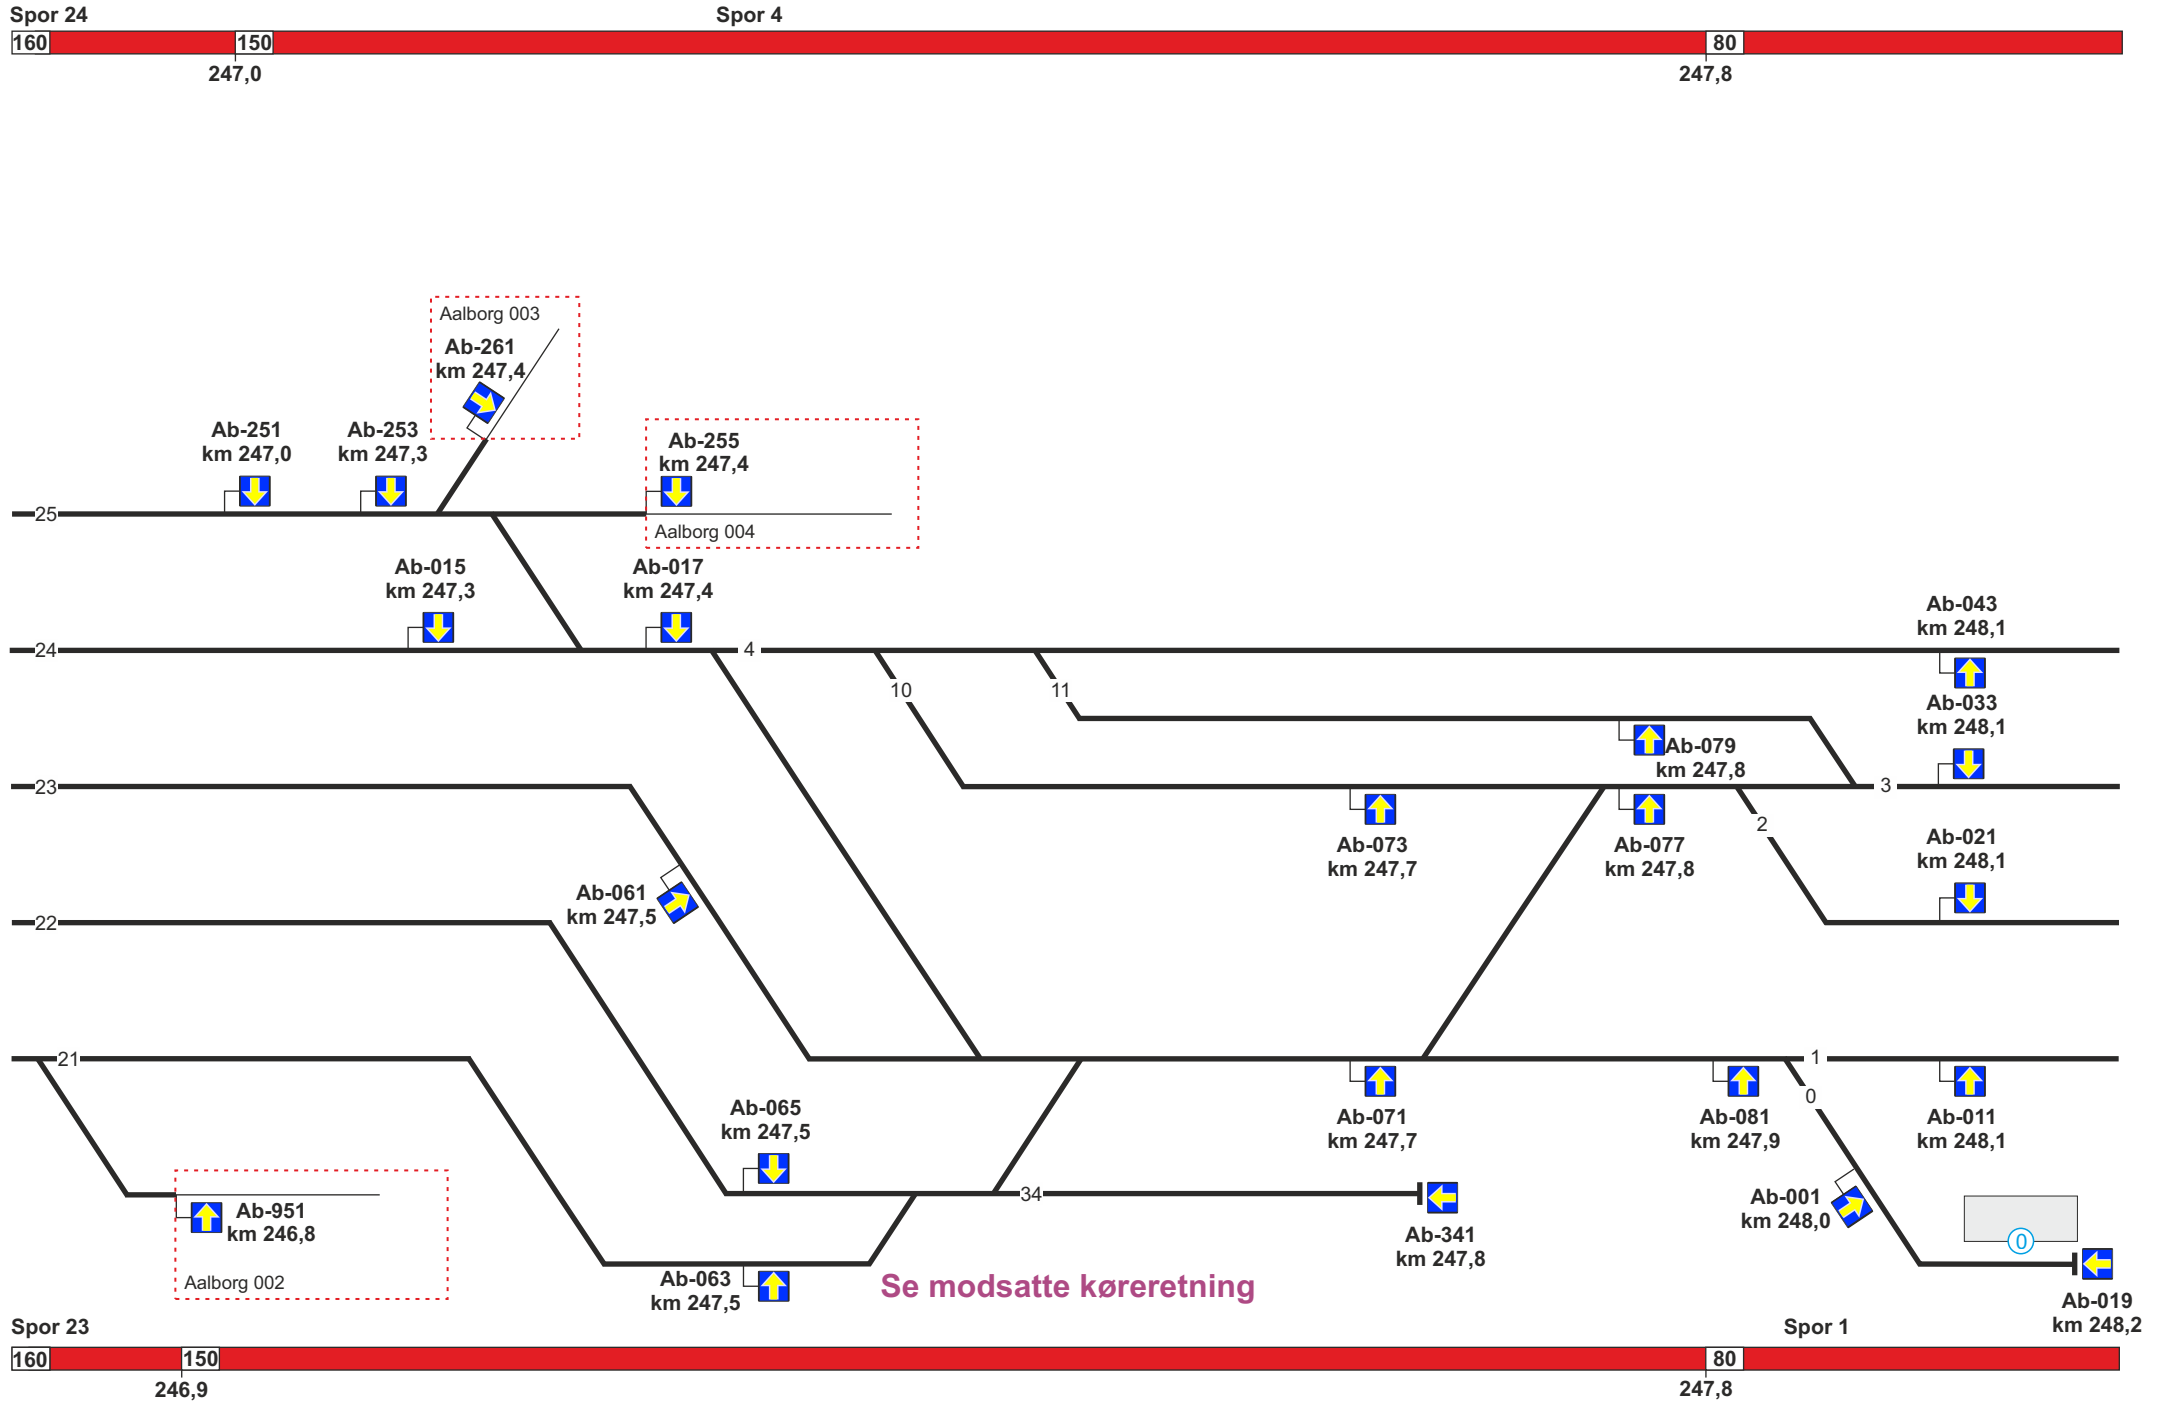 Spor 24
Spor 4
160
150
80
247,0
247,8
Aalborg 003
Ab-261
km 247,4
Ab-251
km 247,0
Ab-253
km 247,3
Ab-255
km 247,4
25
Aalborg 004
Ab-015
km 247,3
Ab-017
km 247,4
Ab-043
km 248,1
24
4
10
11
Ab-033
km 248,1
Ab-079
km 247,8
23
3
2
Ab-073
km 247,7
Ab-077
km 247,8
Ab-021
km 248,1
Ab-061
km 247,5
22
21
1
0
Ab-065
km 247,5
Ab-071
km 247,7
Ab-081
km 247,9
Ab-011
km 248,1
34
Ab-951
km 246,8
Aalborg 002
Ab-001
km 248,0
0
Ab-341
km 247,8
Ab-063
km 247,5
Se modsatte køreretning
Ab-019
km 248,2
Spor 23
Spor 1
160
150
80
246,9
247,8